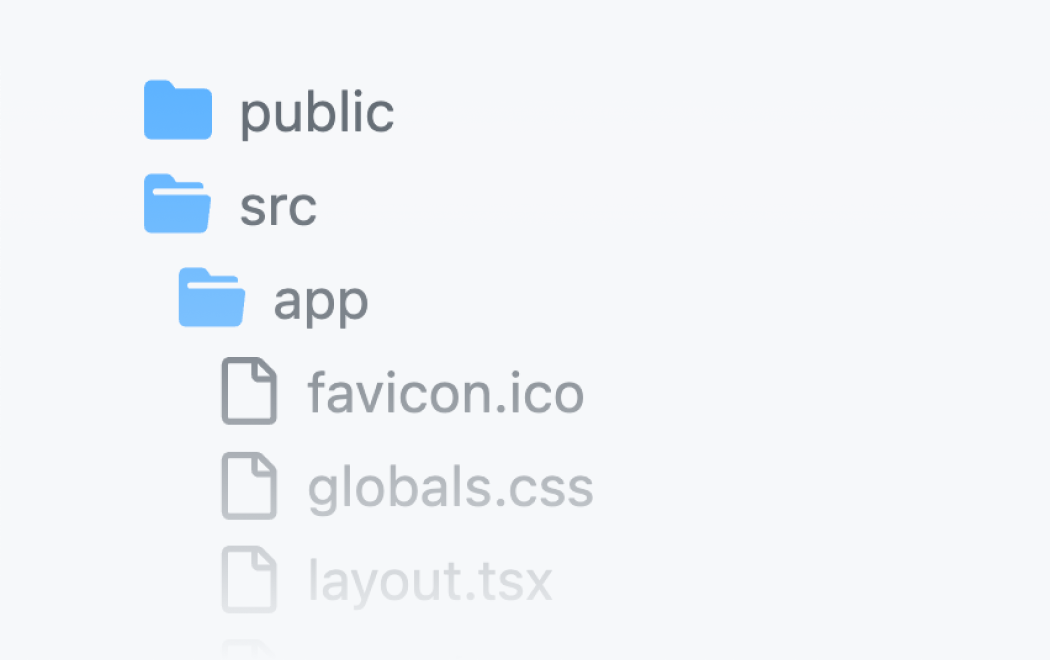 public
src
app
favicon.ico
globals.css
layout.tsx